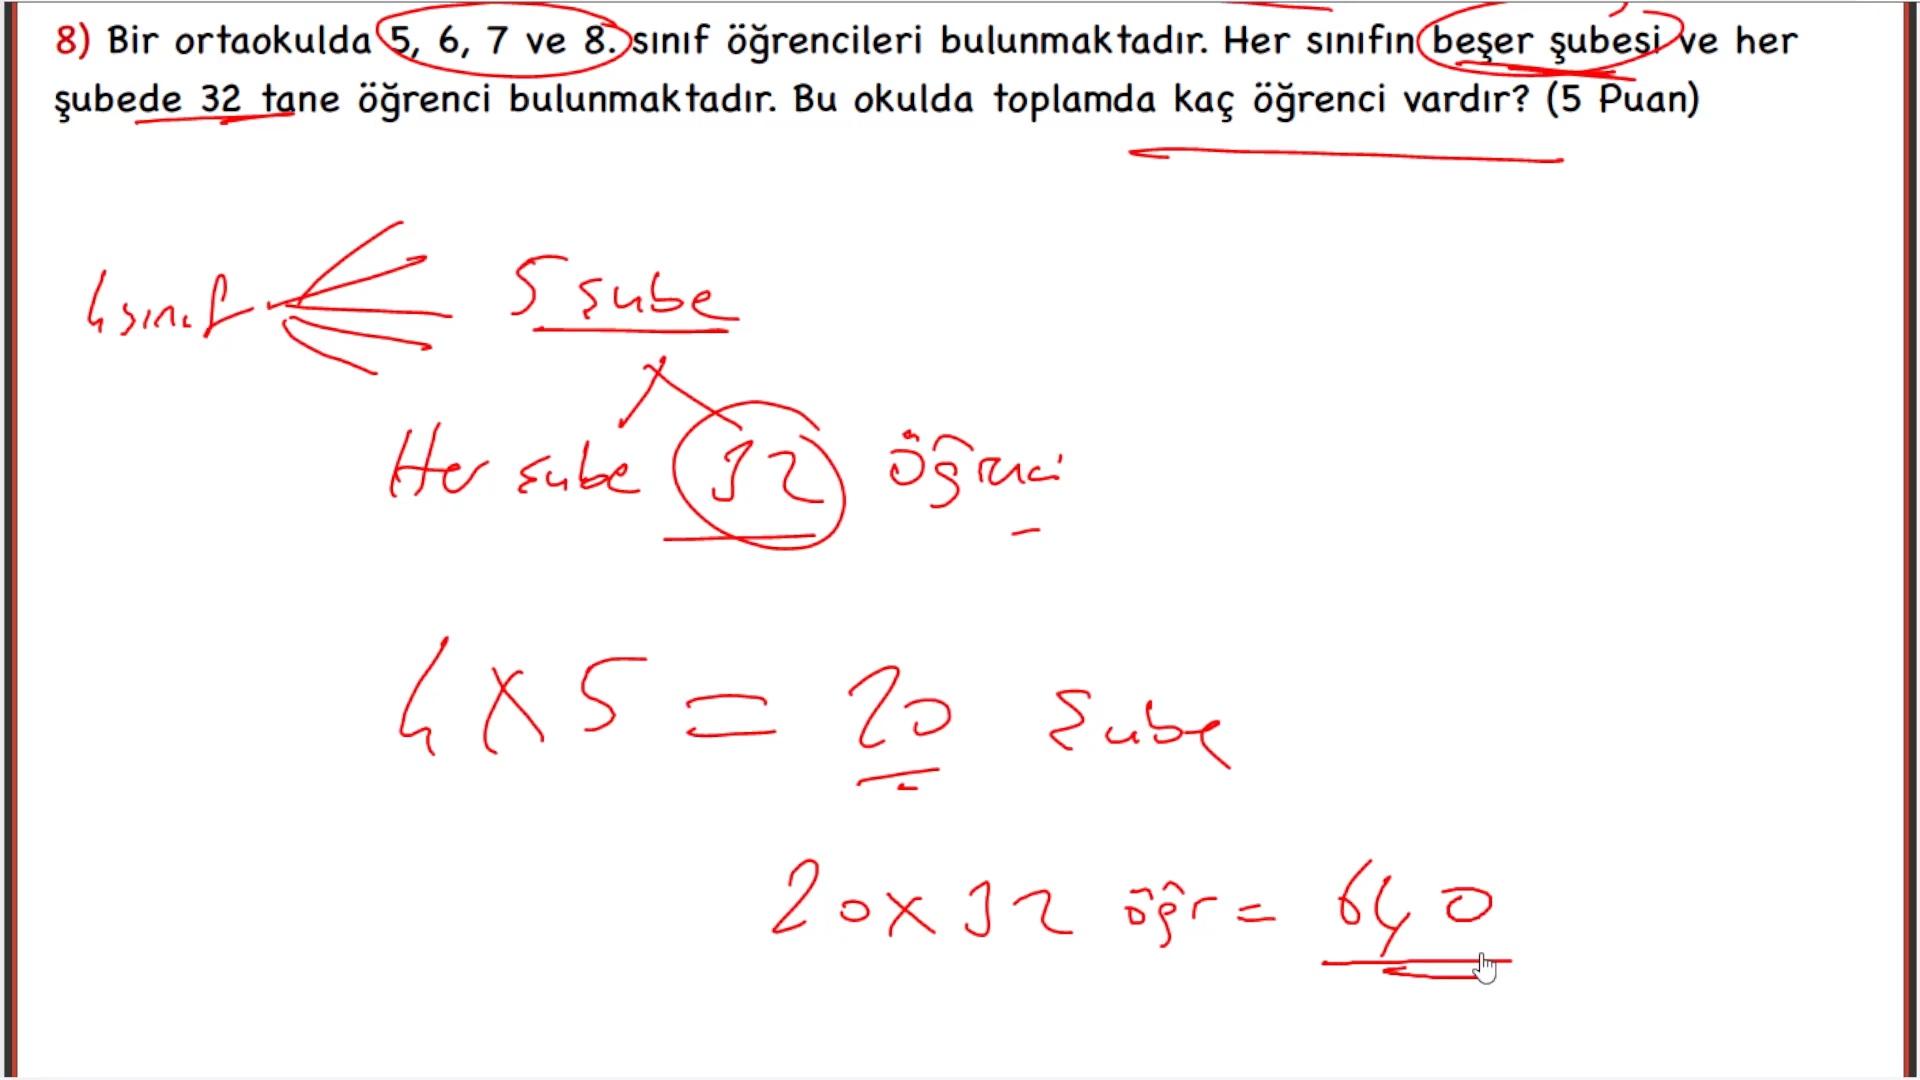 8) Bir ortaokulda 5, 6, 7 ve 8. sınıf öğrencileri bulunmaktadır. Her sınıfın beşer şubesi ve her
şubede 32 tane öğrenci bulunmaktadır. Bu okulda toplamda kaç öğrenci vardır? (5 Puan)
4 sınıf 5 şube
Her şube 32 öğrenci
4 x 5 = 20 şube
20 x 32 öğr = 640